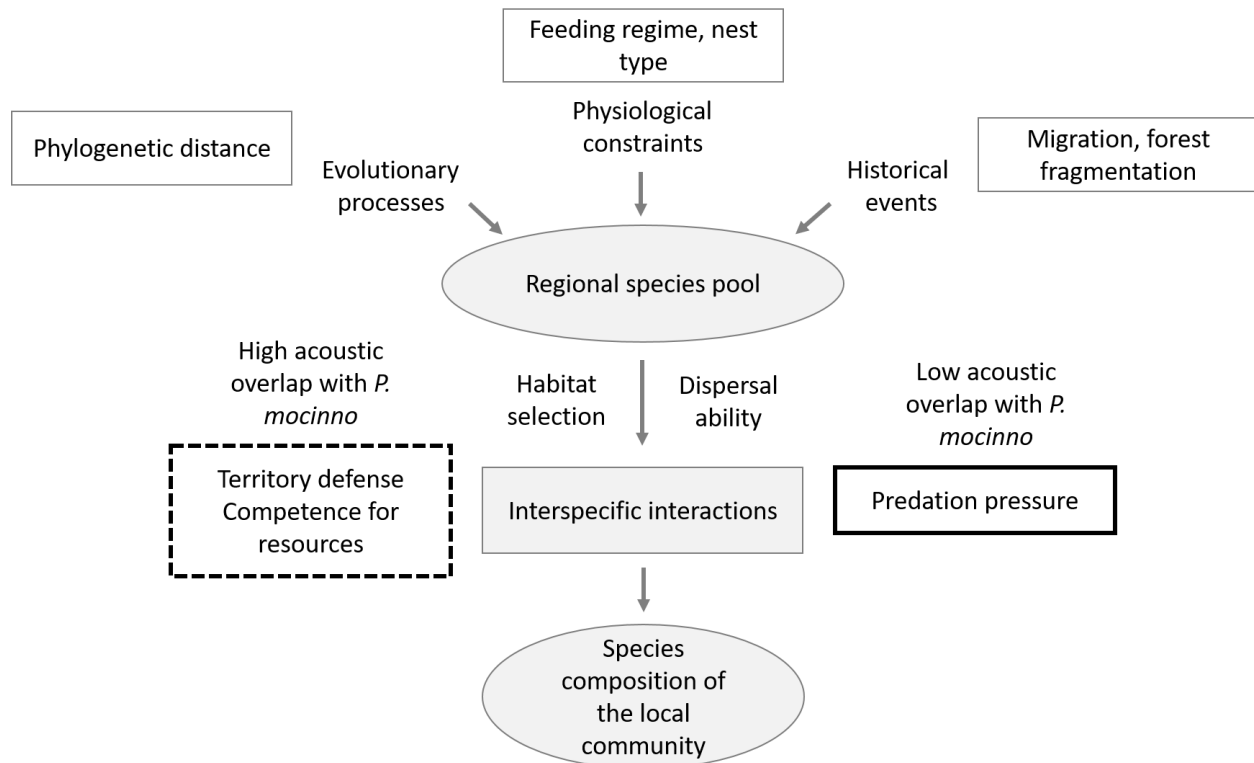 Feeding regime, nest
type
Phylogenetic distance
Physiological
constraints
Migration, forest
fragmentation
Evolutionary
processes
Historical
events
Regional species pool
High acoustic
overlap with P.
mocinno
Habitat
selection
Dispersal
ability
Low acoustic
overlap with P.
mocinno
Territory defense
Competence for
resources
Interspecific interactions
Predation pressure
Species
composition of
the local
community